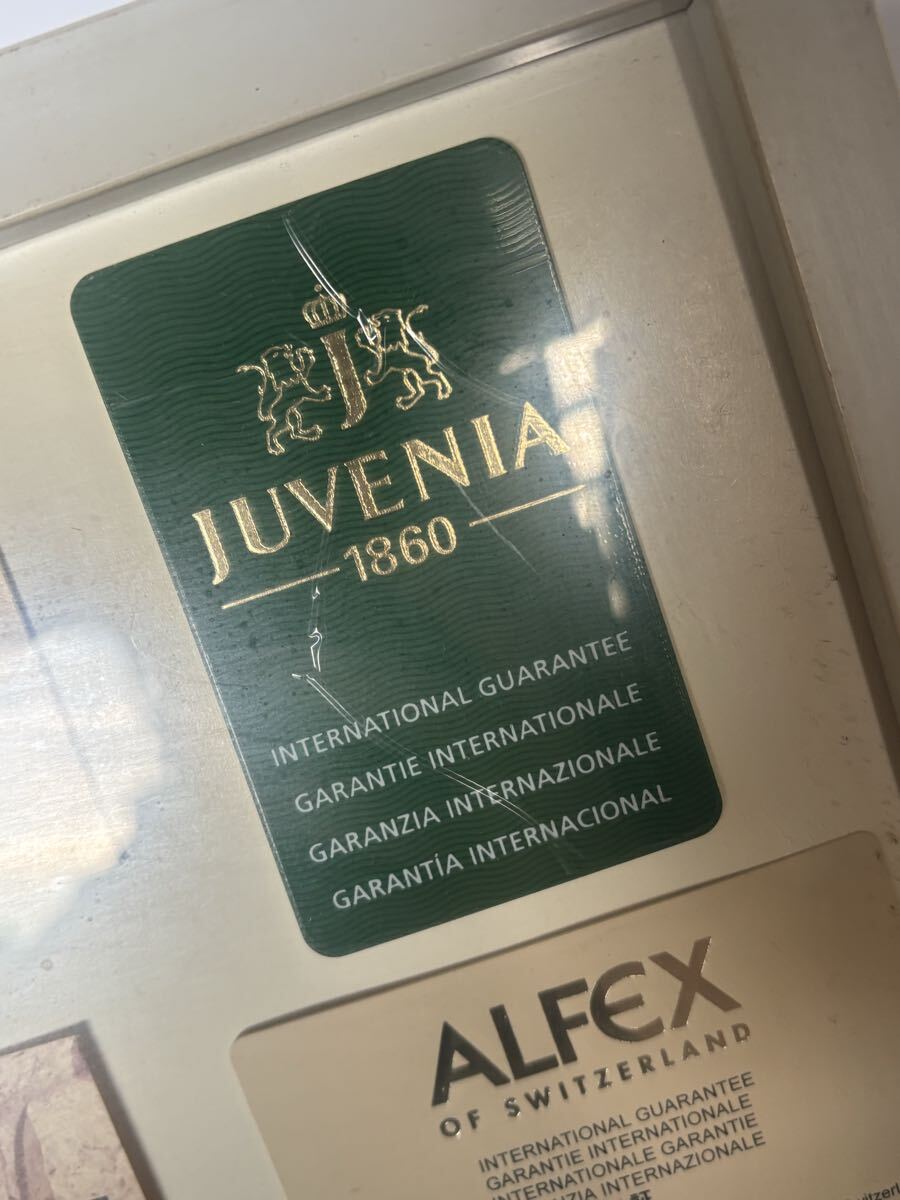 J
JUVENIA
1860
INTERNATIONAL GUARANTEE
GARANTIE INTERNATIONALE
GARANZIA INTERNAZIONALE
GARANTÍA INTERNACIONAL
ALFEX
OF SWITZERLAND
INTERNATIONAL GUARANTEE
GARANTIE INTERNATIONALE
INTERNATIONALE GARANTIE
INTERNAZIONALE